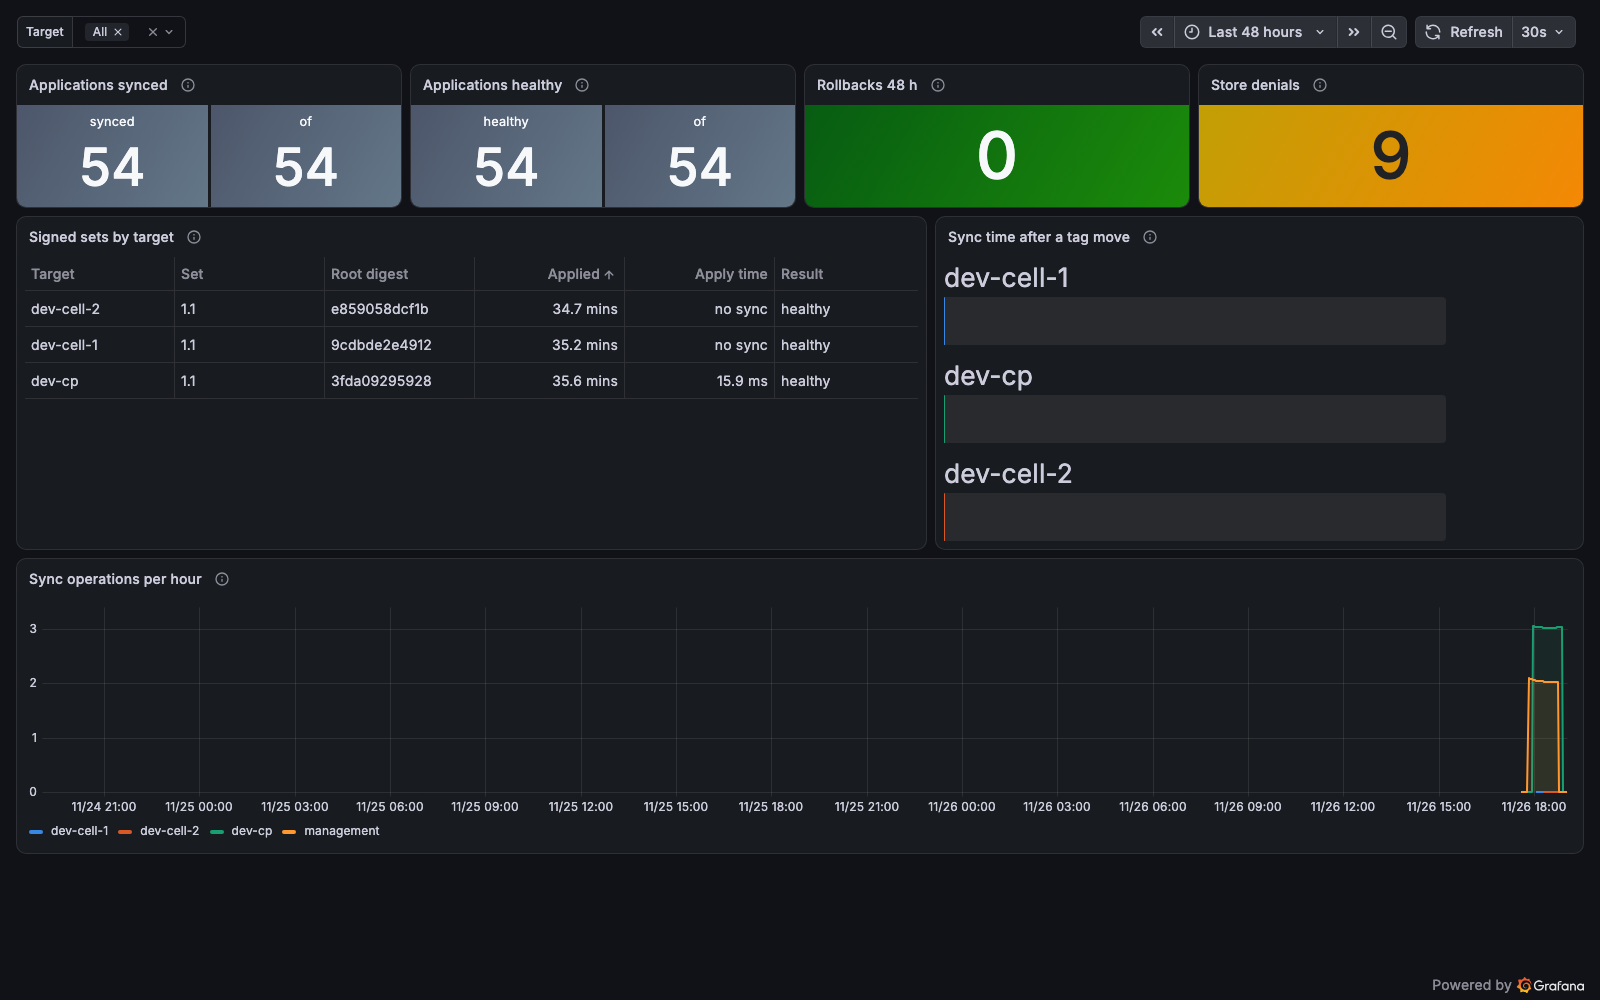 Target All
Last 48 hours Refresh 30s
Applications synced
synced of
54 54
Applications healthy
healthy of
54 54
Rollbacks 48 h
0
Store denials
9
Signed sets by target
Target Set Root digest Applied Apply time Result
dev-cell-2 1.1 e859058dcf1b 34.7 mins no sync healthy
dev-cell-1 1.1 9cdbde2e4912 35.2 mins no sync healthy
dev-cp 1.1 3fda09295928 35.6 mins 15.9 ms healthy
Sync time after a tag move
dev-cell-1
dev-cp
dev-cell-2
Sync operations per hour
3
2
1
0
11/24 21:00 11/25 00:00 11/25 03:00 11/25 06:00 11/25 09:00 11/25 12:00 11/25 15:00 11/25 18:00 11/25 21:00 11/26 00:00 11/26 03:00 11/26 06:00 11/26 09:00 11/26 12:00 11/26 15:00 11/26 18:00
dev-cell-1 dev-cell-2 dev-cp management
Powered by Grafana